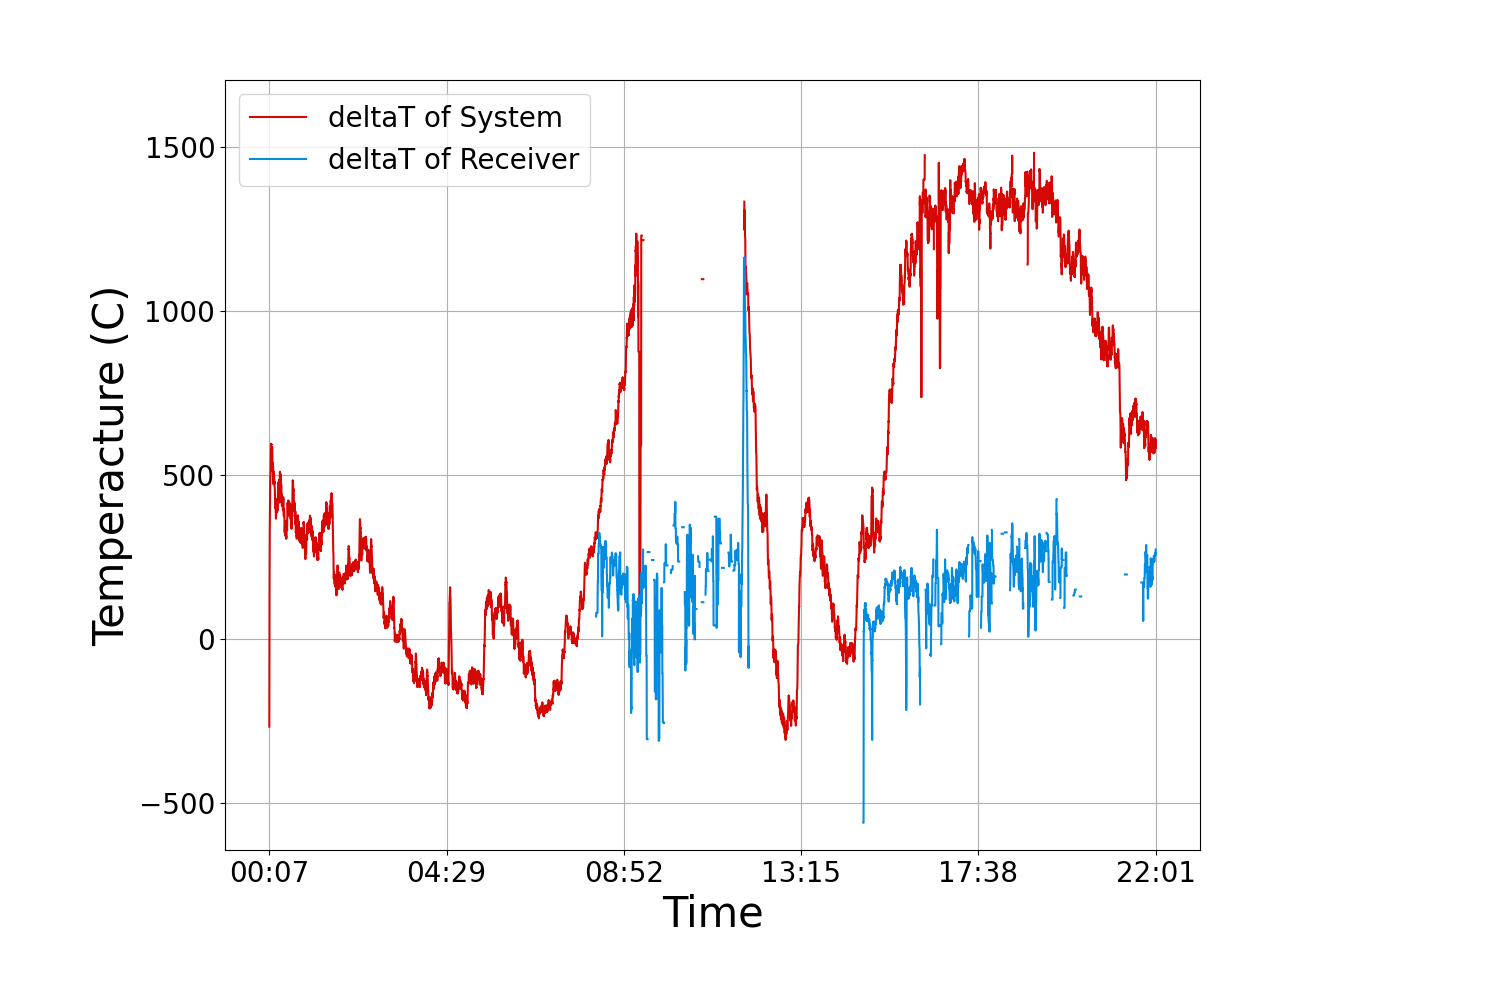 deltaT of System
deltaT of Receiver
Temperacture (C)
1500
1000
500
0
−500
00:07 04:29 08:52 13:15 17:38 22:01
Time